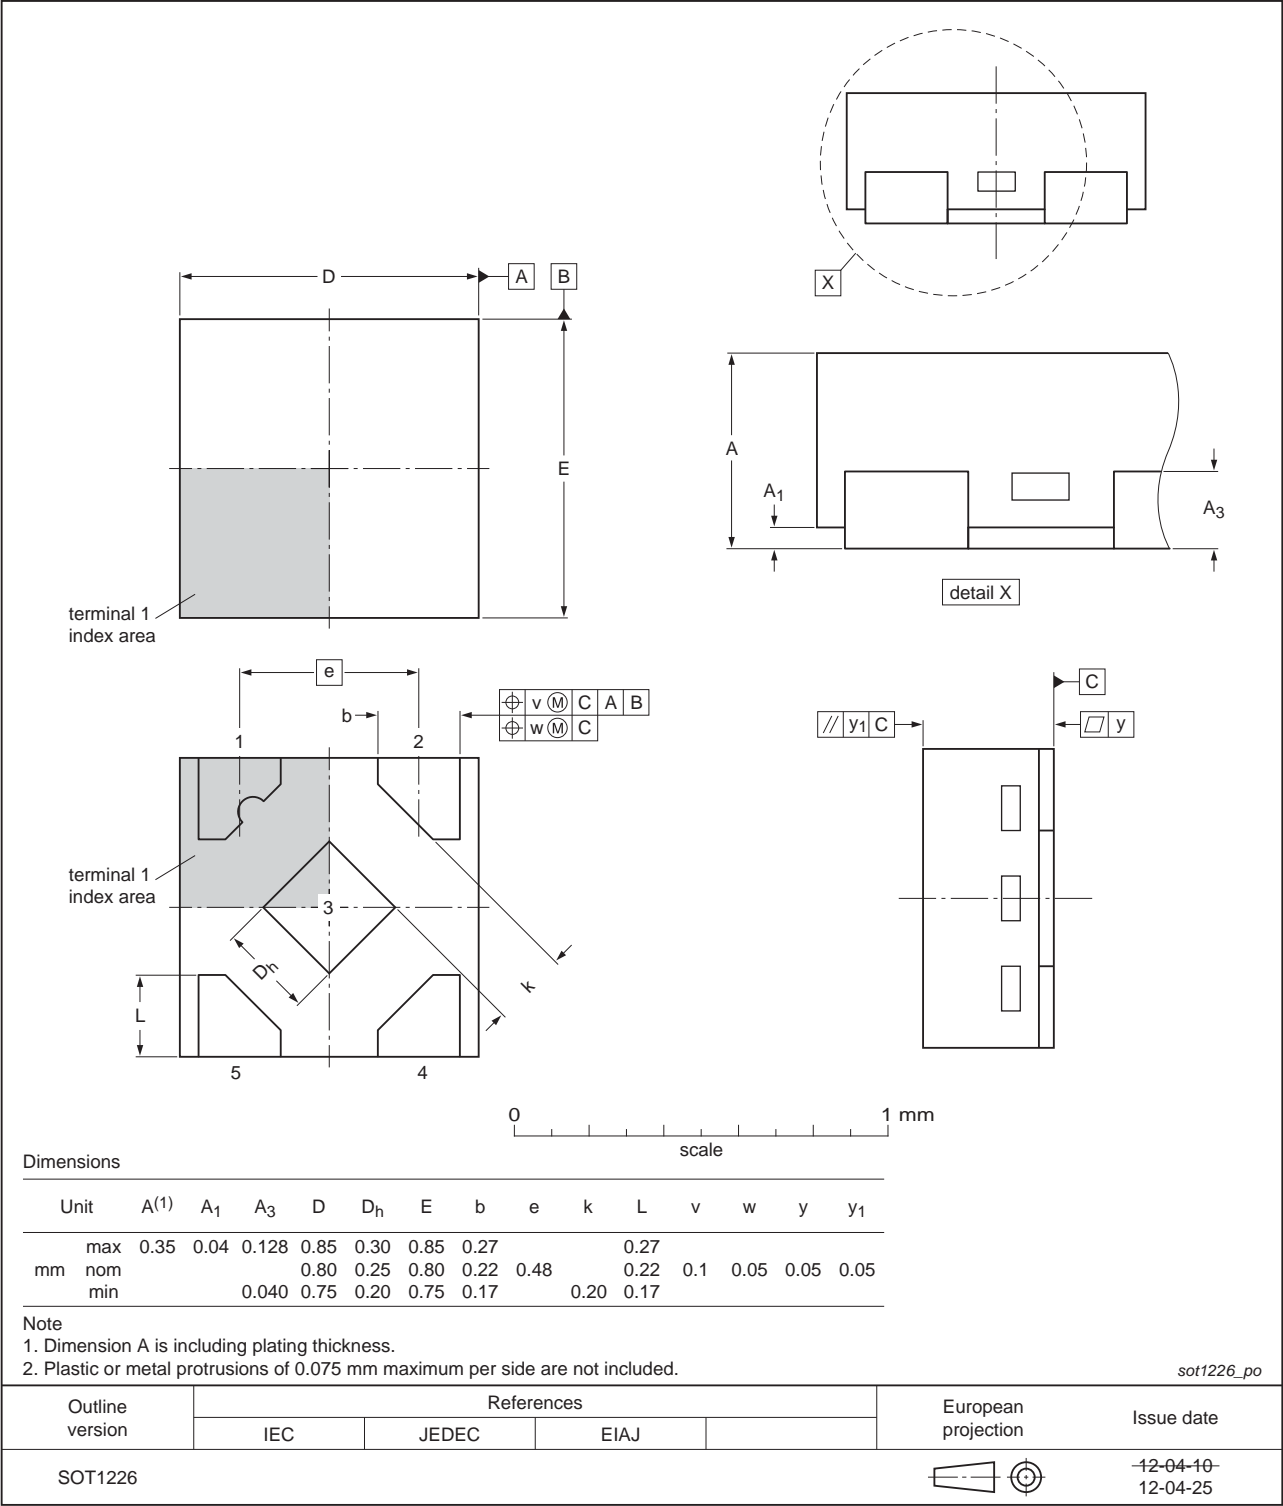 X
D
A
B
E
terminal 1
index area
A
A1
A3
detail X
e
b
v M C A B
w M C
1
2
terminal 1
index area
3
Dh
k
L
5
4
C
// y1 C
y
0
1 mm
scale
Dimensions
Unit A(1) A1 A3 D Dh E b e k L v w y y1
max 0.35 0.04 0.128 0.85 0.30 0.85 0.27 0.27
mm nom 0.80 0.25 0.80 0.22 0.48 0.22 0.1 0.05 0.05 0.05
min 0.040 0.75 0.20 0.75 0.17 0.20 0.17
Note
1. Dimension A is including plating thickness.
2. Plastic or metal protrusions of 0.075 mm maximum per side are not included.
sot1226_po
Outline
version
References
IEC JEDEC EIAJ
European
projection
Issue date
SOT1226
12-04-10
12-04-25